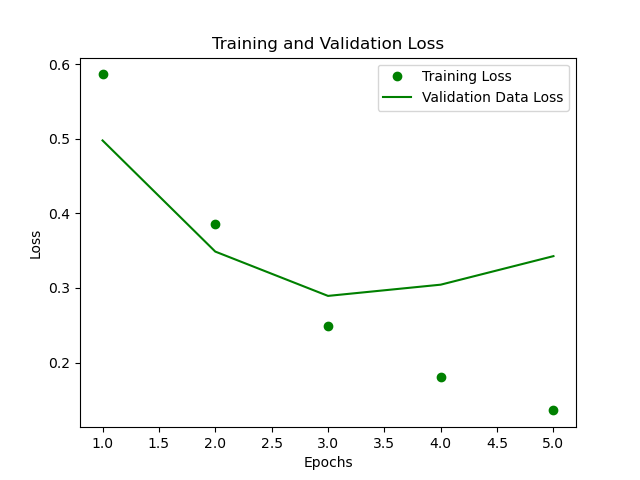 Training and Validation Loss
Training Loss
Validation Data Loss
0.6
0.5
0.4
0.3
0.2
Loss
1.0 1.5 2.0 2.5 3.0 3.5 4.0 4.5 5.0
Epochs